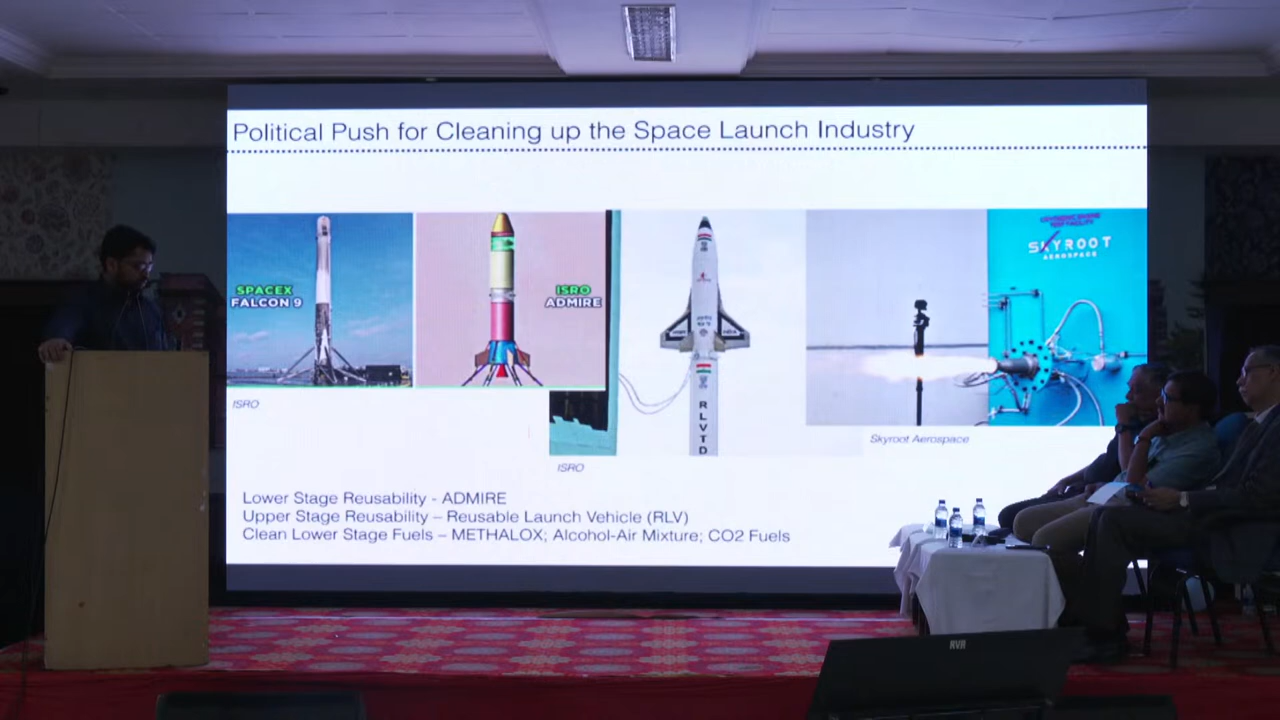 Political Push for Cleaning up the Space Launch Industry
SPACEX
FALCON 9
ISRO
ADMIRE
SKYROOT
AEROSPACE
RLVTD
ISRO
Skyroot Aerospace
ISRO
Lower Stage Reusability - ADMIRE
Upper Stage Reusability – Reusable Launch Vehicle (RLV)
Clean Lower Stage Fuels – METHALOX; Alcohol-Air Mixture; CO2 Fuels
RVR